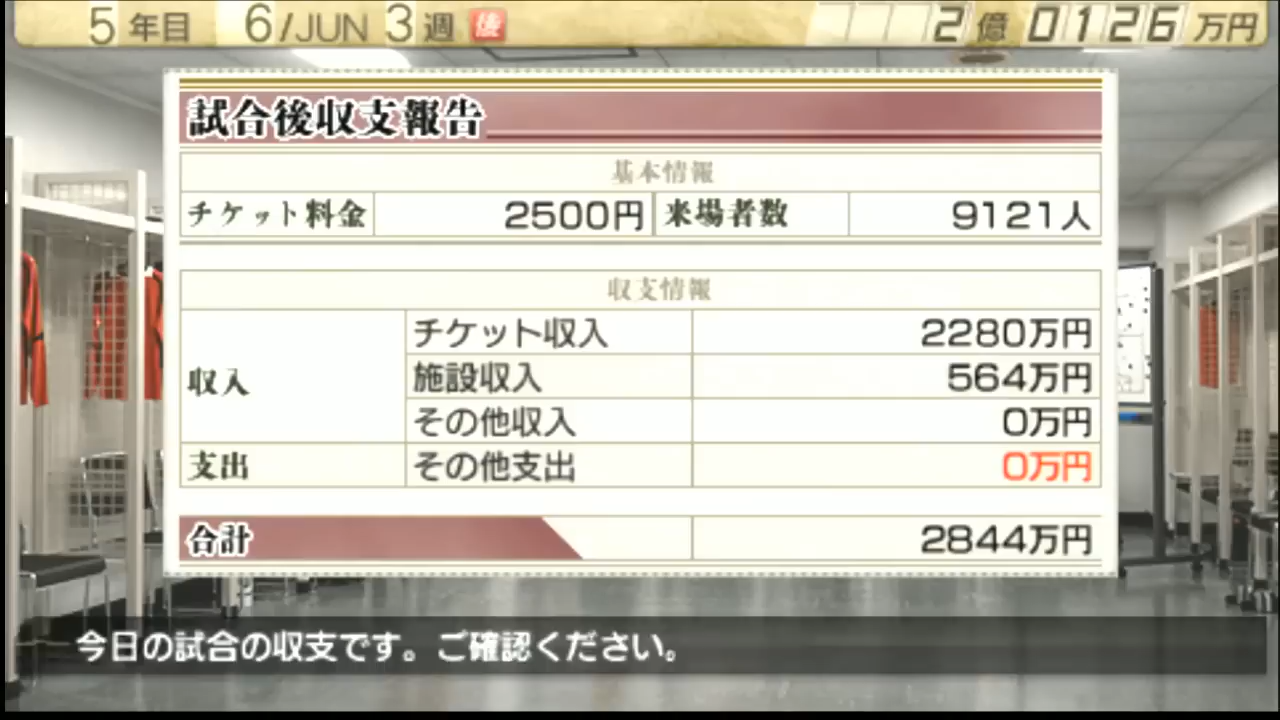 5年目 6/JUN 3週 後 2億0126万円
試合後収支報告
基本情報
チケット料金 2500円 来場者数 9121人
収支情報
収入 チケット収入 2280万円
施設収入 564万円
その他収入 0万円
支出 その他支出 0万円
合計 2844万円
今日の試合の収支です。ご確認ください。